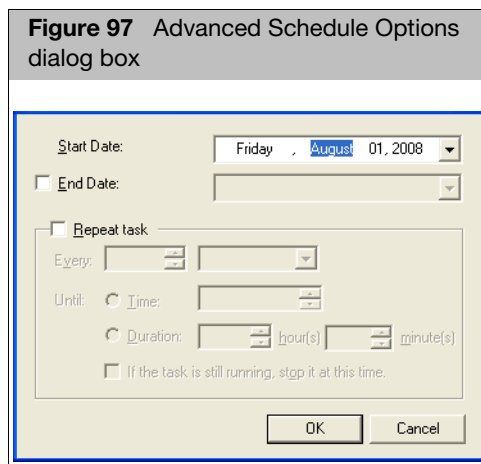 Figure 97 Advanced Schedule Options
dialog box
Start Date: Friday , August 01, 2008
End Date:
Repeat task
Every:
Until: Time:
Duration: hour(s) minute(s)
If the task is still running, stop it at this time.
OK Cancel